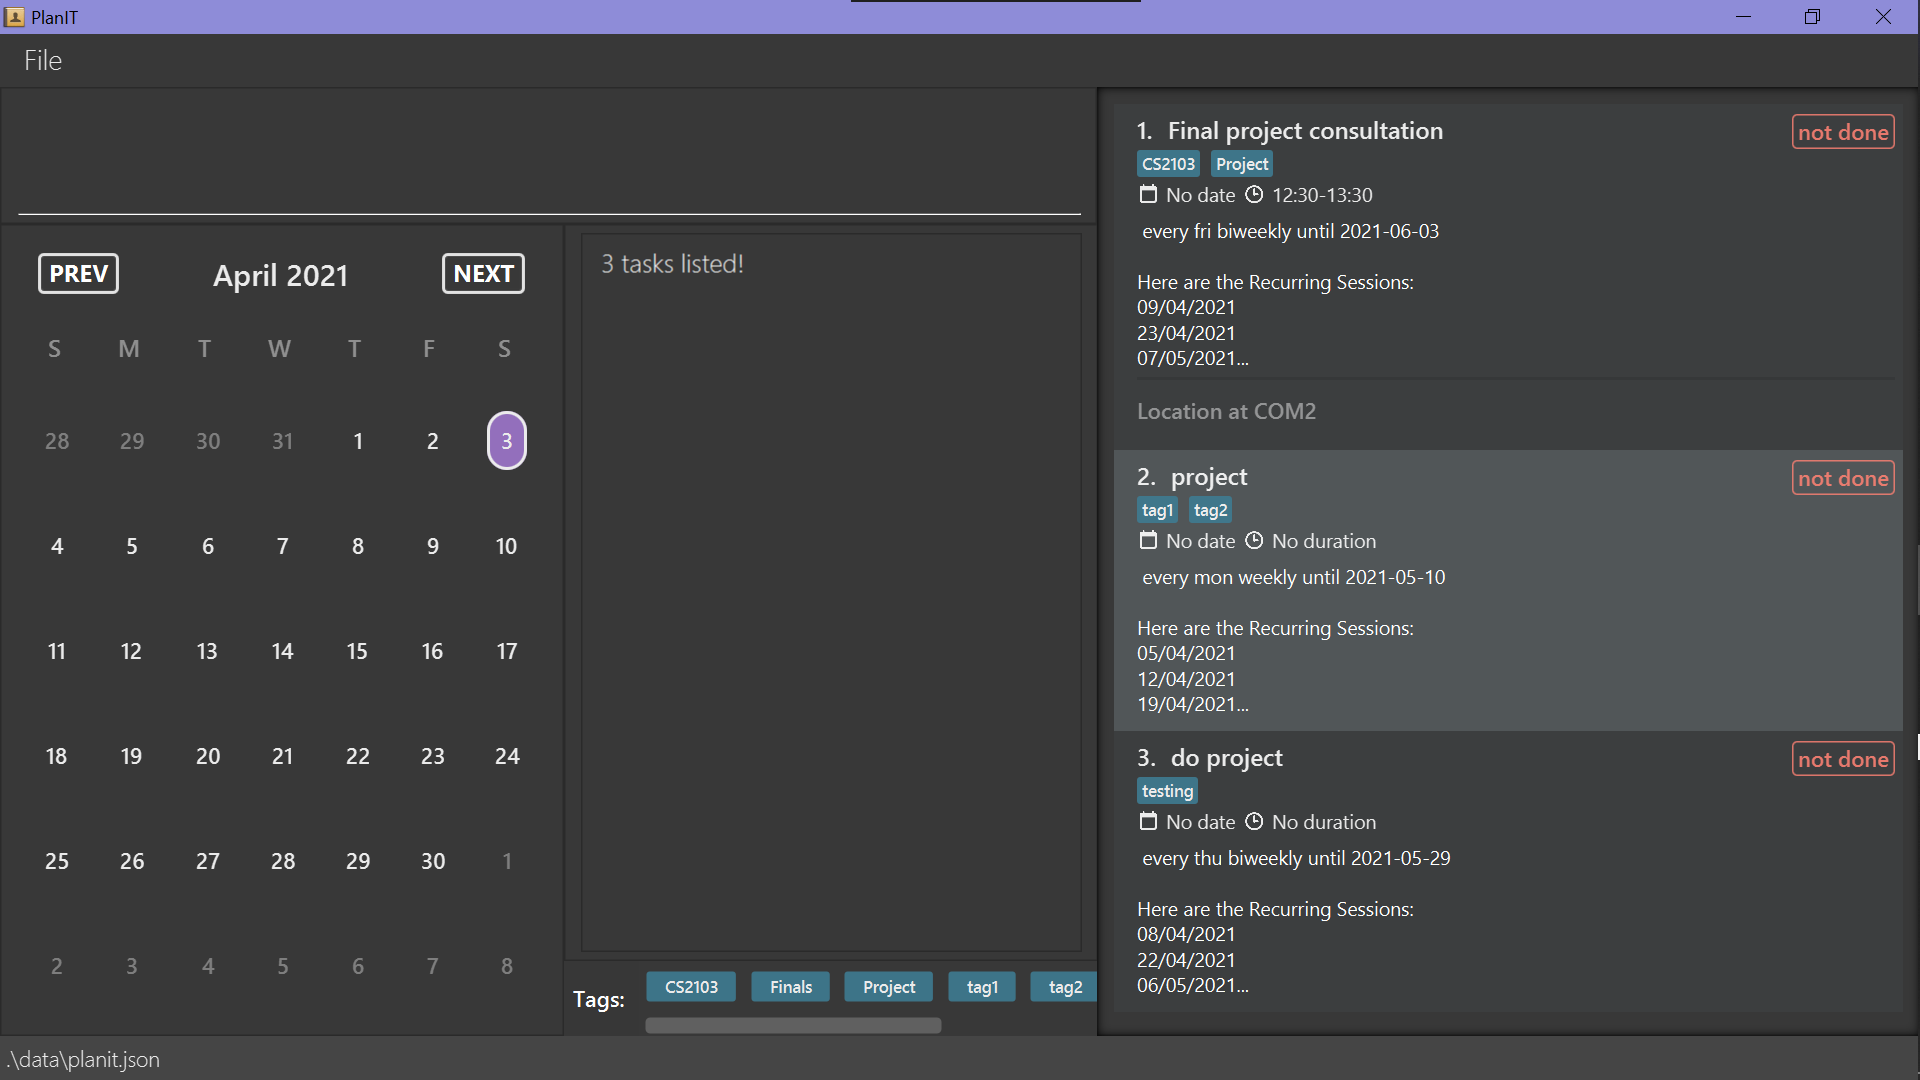 PlanIT
File
PREV April 2021 NEXT
S M T W T F S
28 29 30 31 1 2 3
4 5 6 7 8 9 10
11 12 13 14 15 16 17
18 19 20 21 22 23 24
25 26 27 28 29 30 1
2 3 4 5 6 7 8
3 tasks listed!
Tags: CS2103 Finals Project tag1 tag2
1. Final project consultation not done
CS2103 Project
No date 12:30-13:30
every fri biweekly until 2021-06-03
Here are the Recurring Sessions:
09/04/2021
23/04/2021
07/05/2021...
Location at COM2
2. project not done
tag1 tag2
No date No duration
every mon weekly until 2021-05-10
Here are the Recurring Sessions:
05/04/2021
12/04/2021
19/04/2021...
3. do project not done
testing
No date No duration
every thu biweekly until 2021-05-29
Here are the Recurring Sessions:
08/04/2021
22/04/2021
06/05/2021...
.\data\planit.json